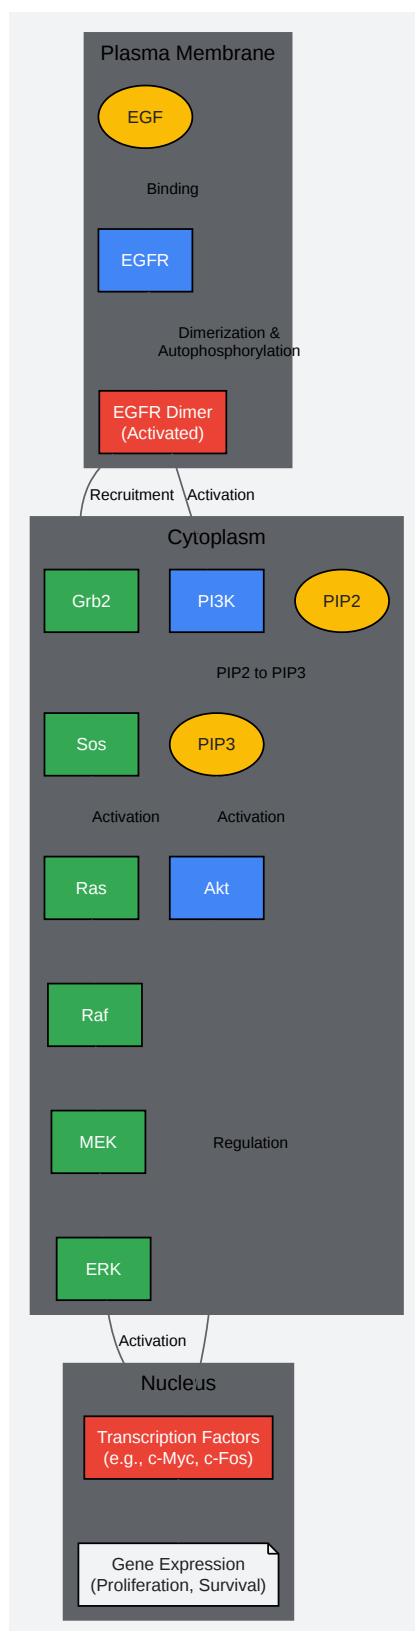 Plasma Membrane
EGF
Binding
EGFR
Dimerization &
Autophosphorylation
EGFR Dimer
(Activated)
Recruitment
Activation
Cytoplasm
Grb2
PI3K
PIP2
PIP2 to PIP3
Sos
PIP3
Activation
Activation
Ras
Akt
Raf
MEK
Regulation
ERK
Activation
Nucleus
Transcription Factors
(e.g., c-Myc, c-Fos)
Gene Expression
(Proliferation, Survival)